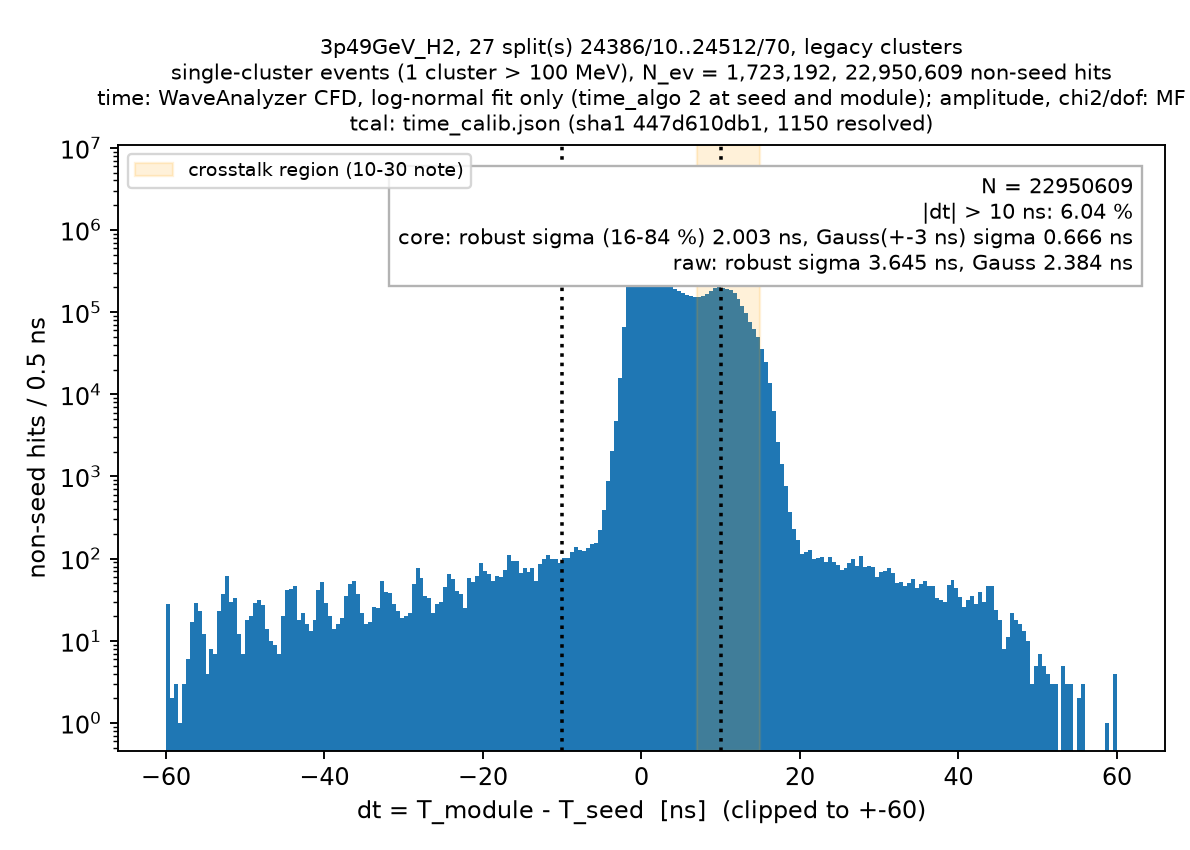 3p49GeV_H2, 27 split(s) 24386/10..24512/70, legacy clusters
single-cluster events (1 cluster > 100 MeV), N_ev = 1,723,192, 22,950,609 non-seed hits
time: WaveAnalyzer CFD, log-normal fit only (time_algo 2 at seed and module); amplitude, chi2/dof: MF
tcal: time_calib.json (sha1 447d610db1, 1150 resolved)
crosstalk region (10-30 note)
N = 22950609
|dt| > 10 ns: 6.04 %
core: robust sigma (16-84 %) 2.003 ns, Gauss(+-3 ns) sigma 0.666 ns
raw: robust sigma 3.645 ns, Gauss 2.384 ns
non-seed hits / 0.5 ns
10⁷
10⁶
10⁵
10⁴
10³
10²
10¹
10⁰
−60 −40 −20 0 20 40 60
dt = T_module - T_seed [ns] (clipped to +-60)